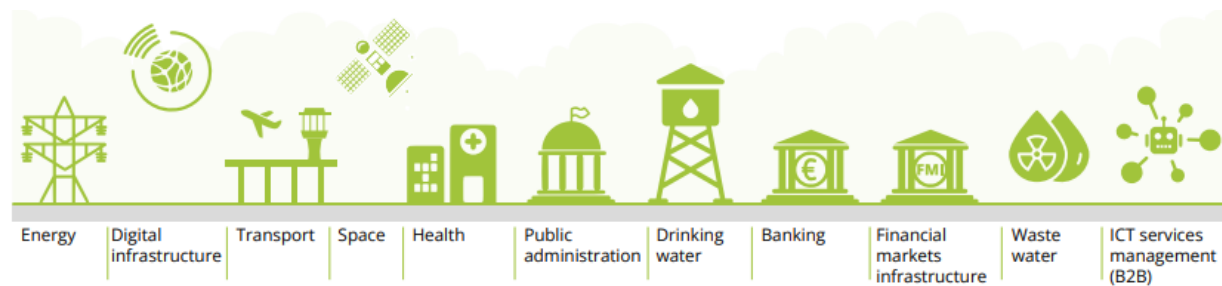 €
FMI
Energy
Digital
infrastructure
Transport
Space
Health
Public
administration
Drinking
water
Banking
Financial
markets
infrastructure
Waste
water
ICT services
management
(B2B)